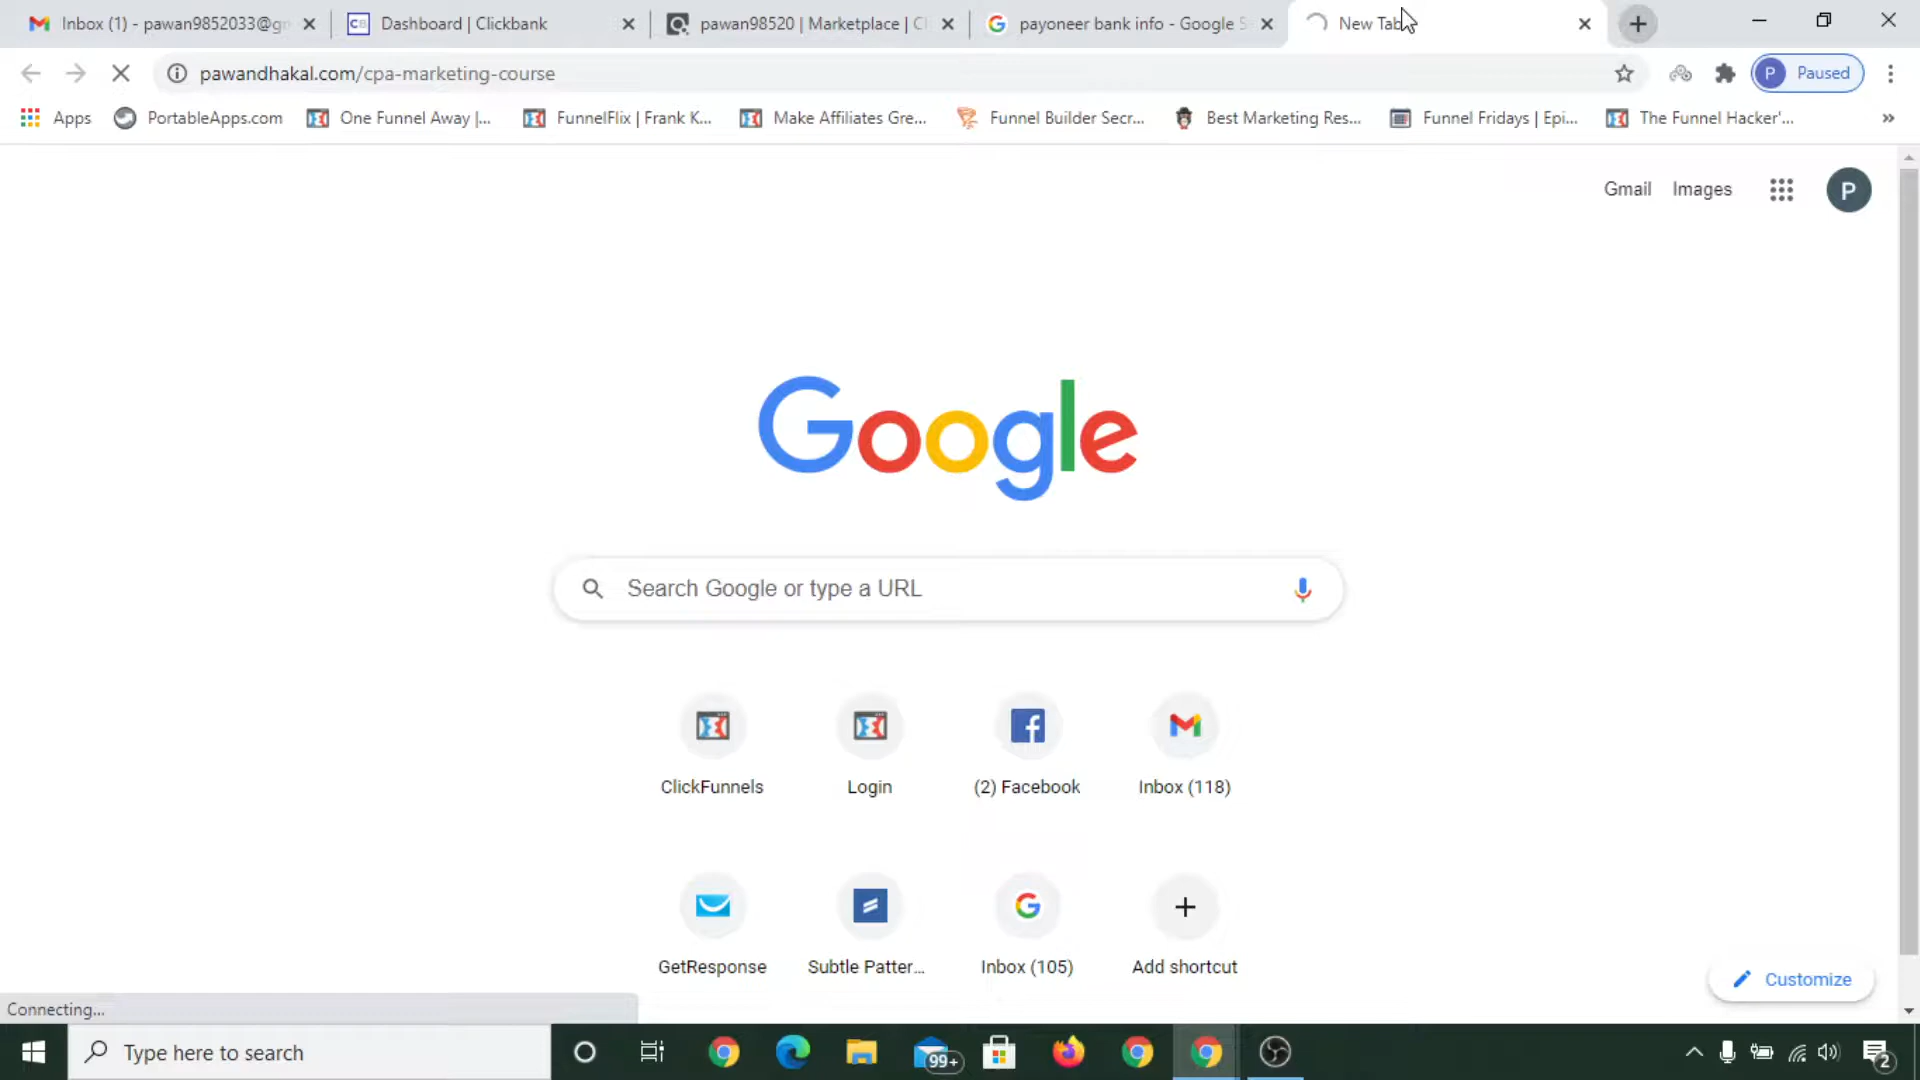 Inbox (1) - pawan9852033@gm
Dashboard | Clickbank
pawan98520 | Marketplace | Cl
payoneer bank info - Google S
New Tab
pawandhakal.com/cpa-marketing-course
P
Paused
Apps
PortableApps.com
One Funnel Away |...
FunnelFlix | Frank K...
Make Affiliates Gre...
Funnel Builder Secr...
Best Marketing Res...
Funnel Fridays | Epi...
The Funnel Hacker'...
»
Gmail
Images
P
Google
Search Google or type a URL
ClickFunnels
Login
(2) Facebook
Inbox (118)
GetResponse
Subtle Patter...
Inbox (105)
Add shortcut
Customize
Connecting...
Type here to search
99+
2